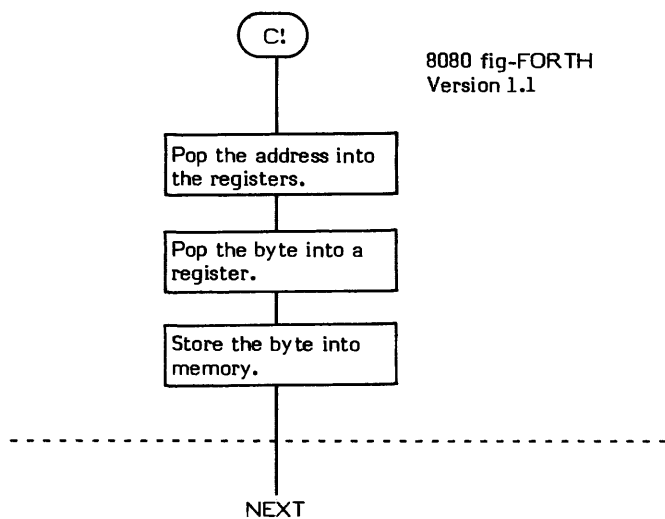 C!
8080 fig-FORTH
Version 1.1
Pop the address into
the registers.
Pop the byte into a
register.
Store the byte into
memory.
NEXT